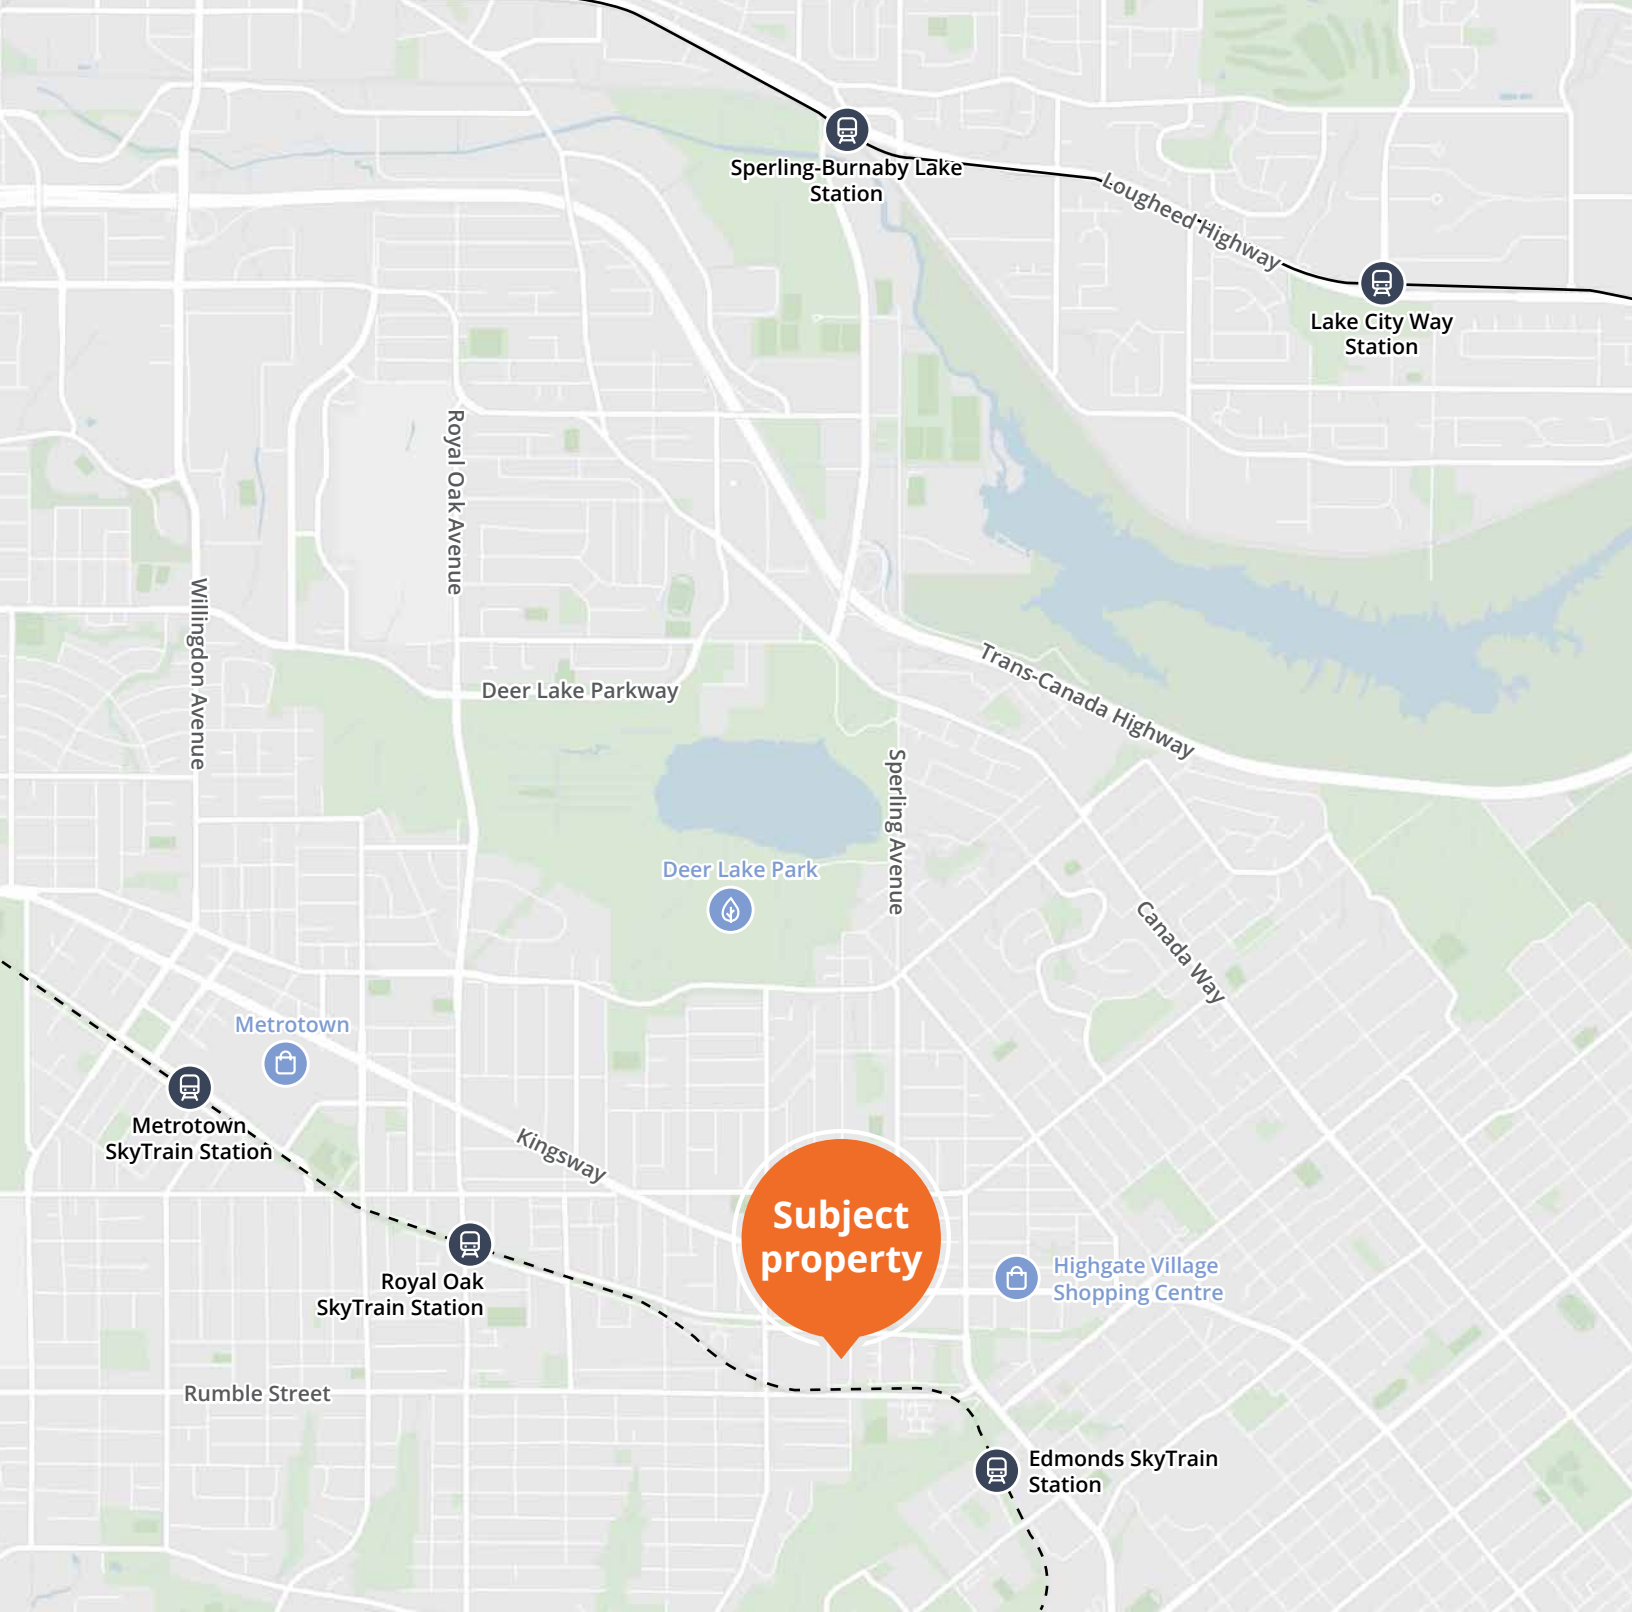 Sperling-Burnaby Lake
Station
Lougheed Highway
Lake City Way
Station
Royal Oak Avenue
Willingdon Avenue
Deer Lake Parkway
Trans-Canada Highway
Sperling Avenue
Deer Lake Park
Canada Way
Metrotown
Metrotown
SkyTrain Station
Kingsway
Subject
property
Royal Oak
SkyTrain Station
Highgate Village
Shopping Centre
Rumble Street
Edmonds SkyTrain
Station